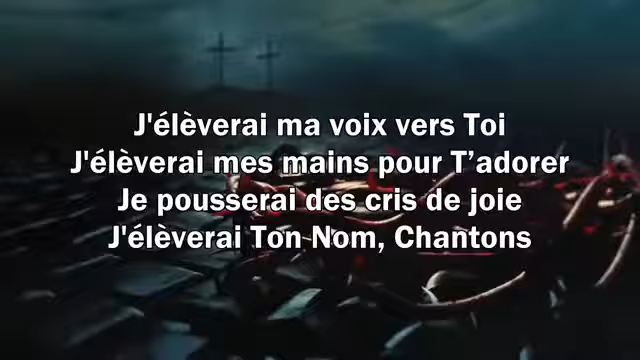 J'élèverai ma voix vers Toi
J'élèverai mes mains pour T’adorer
Je pousserai des cris de joie
J'élèverai Ton Nom, Chantons